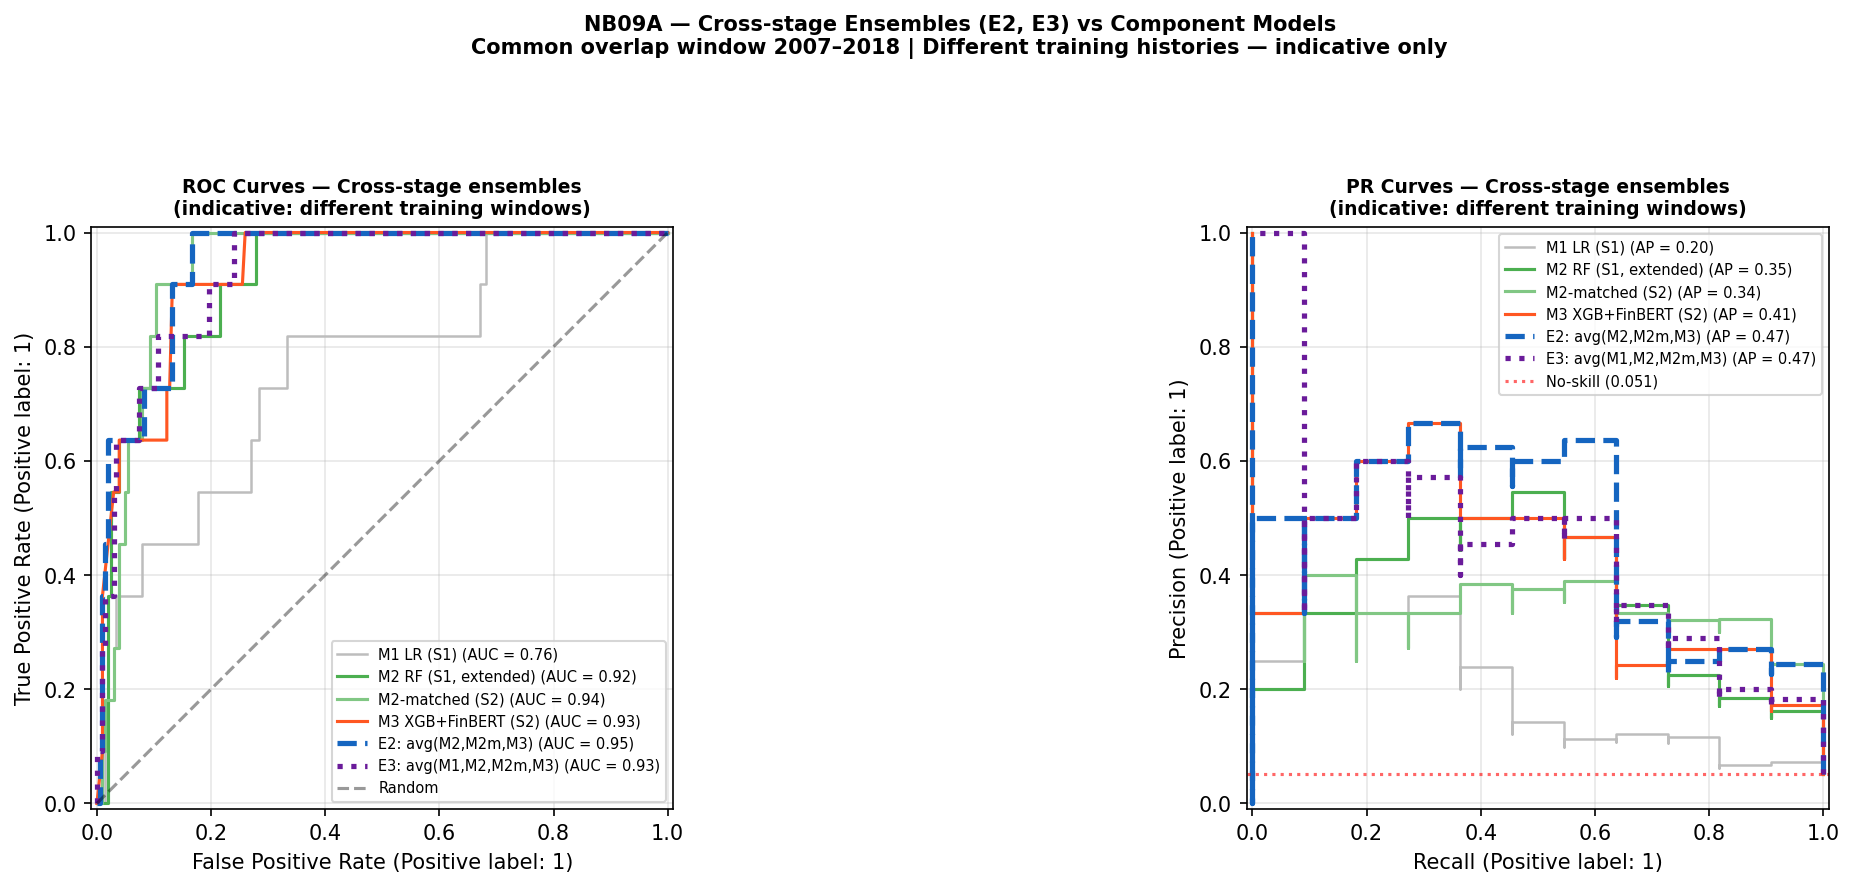 NB09A — Cross-stage Ensembles (E2, E3) vs Component Models
Common overlap window 2007–2018 | Different training histories — indicative only
ROC Curves — Cross-stage ensembles
(indicative: different training windows)
True Positive Rate (Positive label: 1)
1.0
0.8
0.6
0.4
0.2
0.0
M1 LR (S1) (AUC = 0.76)
M2 RF (S1, extended) (AUC = 0.92)
M2-matched (S2) (AUC = 0.94)
M3 XGB+FinBERT (S2) (AUC = 0.93)
E2: avg(M2,M2m,M3) (AUC = 0.95)
E3: avg(M1,M2,M2m,M3) (AUC = 0.93)
Random
0.0 0.2 0.4 0.6 0.8 1.0
False Positive Rate (Positive label: 1)
PR Curves — Cross-stage ensembles
(indicative: different training windows)
Precision (Positive label: 1)
1.0
0.8
0.6
0.4
0.2
0.0
M1 LR (S1) (AP = 0.20)
M2 RF (S1, extended) (AP = 0.35)
M2-matched (S2) (AP = 0.34)
M3 XGB+FinBERT (S2) (AP = 0.41)
E2: avg(M2,M2m,M3) (AP = 0.47)
E3: avg(M1,M2,M2m,M3) (AP = 0.47)
No-skill (0.051)
0.0 0.2 0.4 0.6 0.8 1.0
Recall (Positive label: 1)